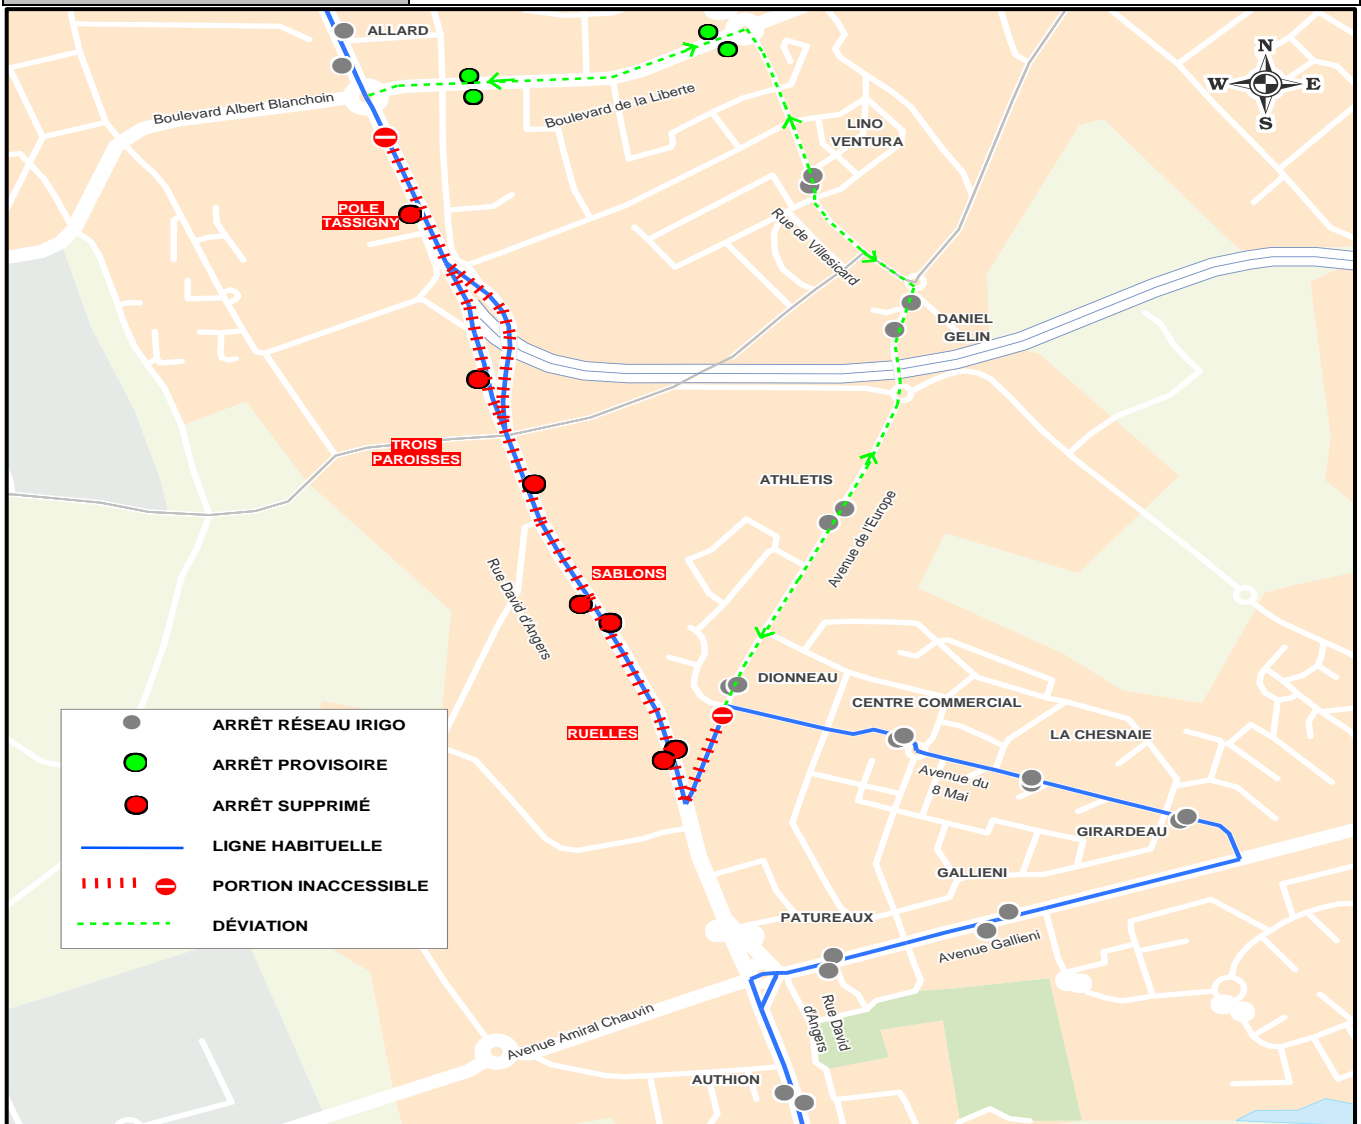 ALLARD
N
W E
S
Boulevard Albert Blanchoin
Boulevard de la Liberte
LINO
VENTURA
POLE
TASSIGNY
Rue de Villesicard
DANIEL
GELIN
TROIS
PAROISSES
ATHLETIS
Avenue de l'Europe
SABLONS
Rue David d'Angers
DIONNEAU
CENTRE COMMERCIAL
RUELLES
LA CHESNAIE
Avenue du
8 Mai
GIRARDEAU
GALLIENI
PATUREAUX
Avenue Gallieni
Rue David
d'Angers
Avenue Amiral Chauvin
AUTHION
ARRÊT RÉSEAU IRIGO
ARRÊT PROVISOIRE
ARRÊT SUPPRIMÉ
LIGNE HABITUELLE
PORTION INACCESSIBLE
DÉVIATION